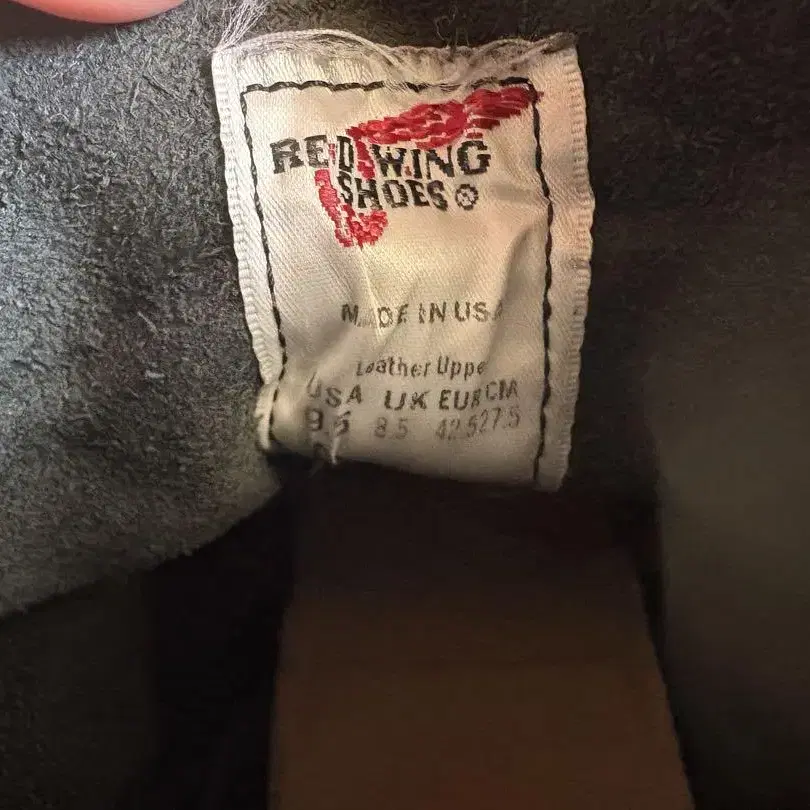 RED WING
SHOES®
MADE IN USA
Leather Uppe
USA UK EUR CM
9.5 8.5 42.5 27.5